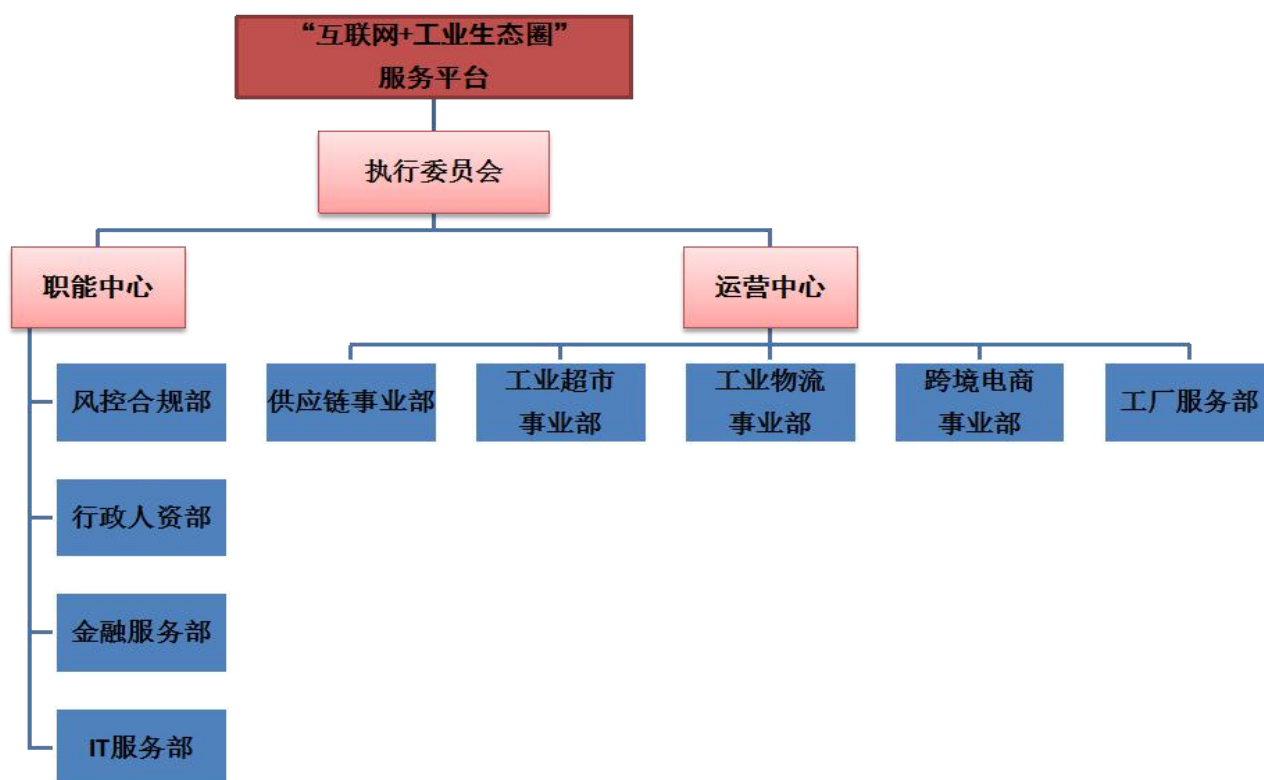 “互联网+工业生态圈”
服务平台
执行委员会
职能中心
运营中心
风控合规部
供应链事业部
工业超市
事业部
工业物流
事业部
跨境电商
事业部
工厂服务部
行政人资部
金融服务部
IT服务部